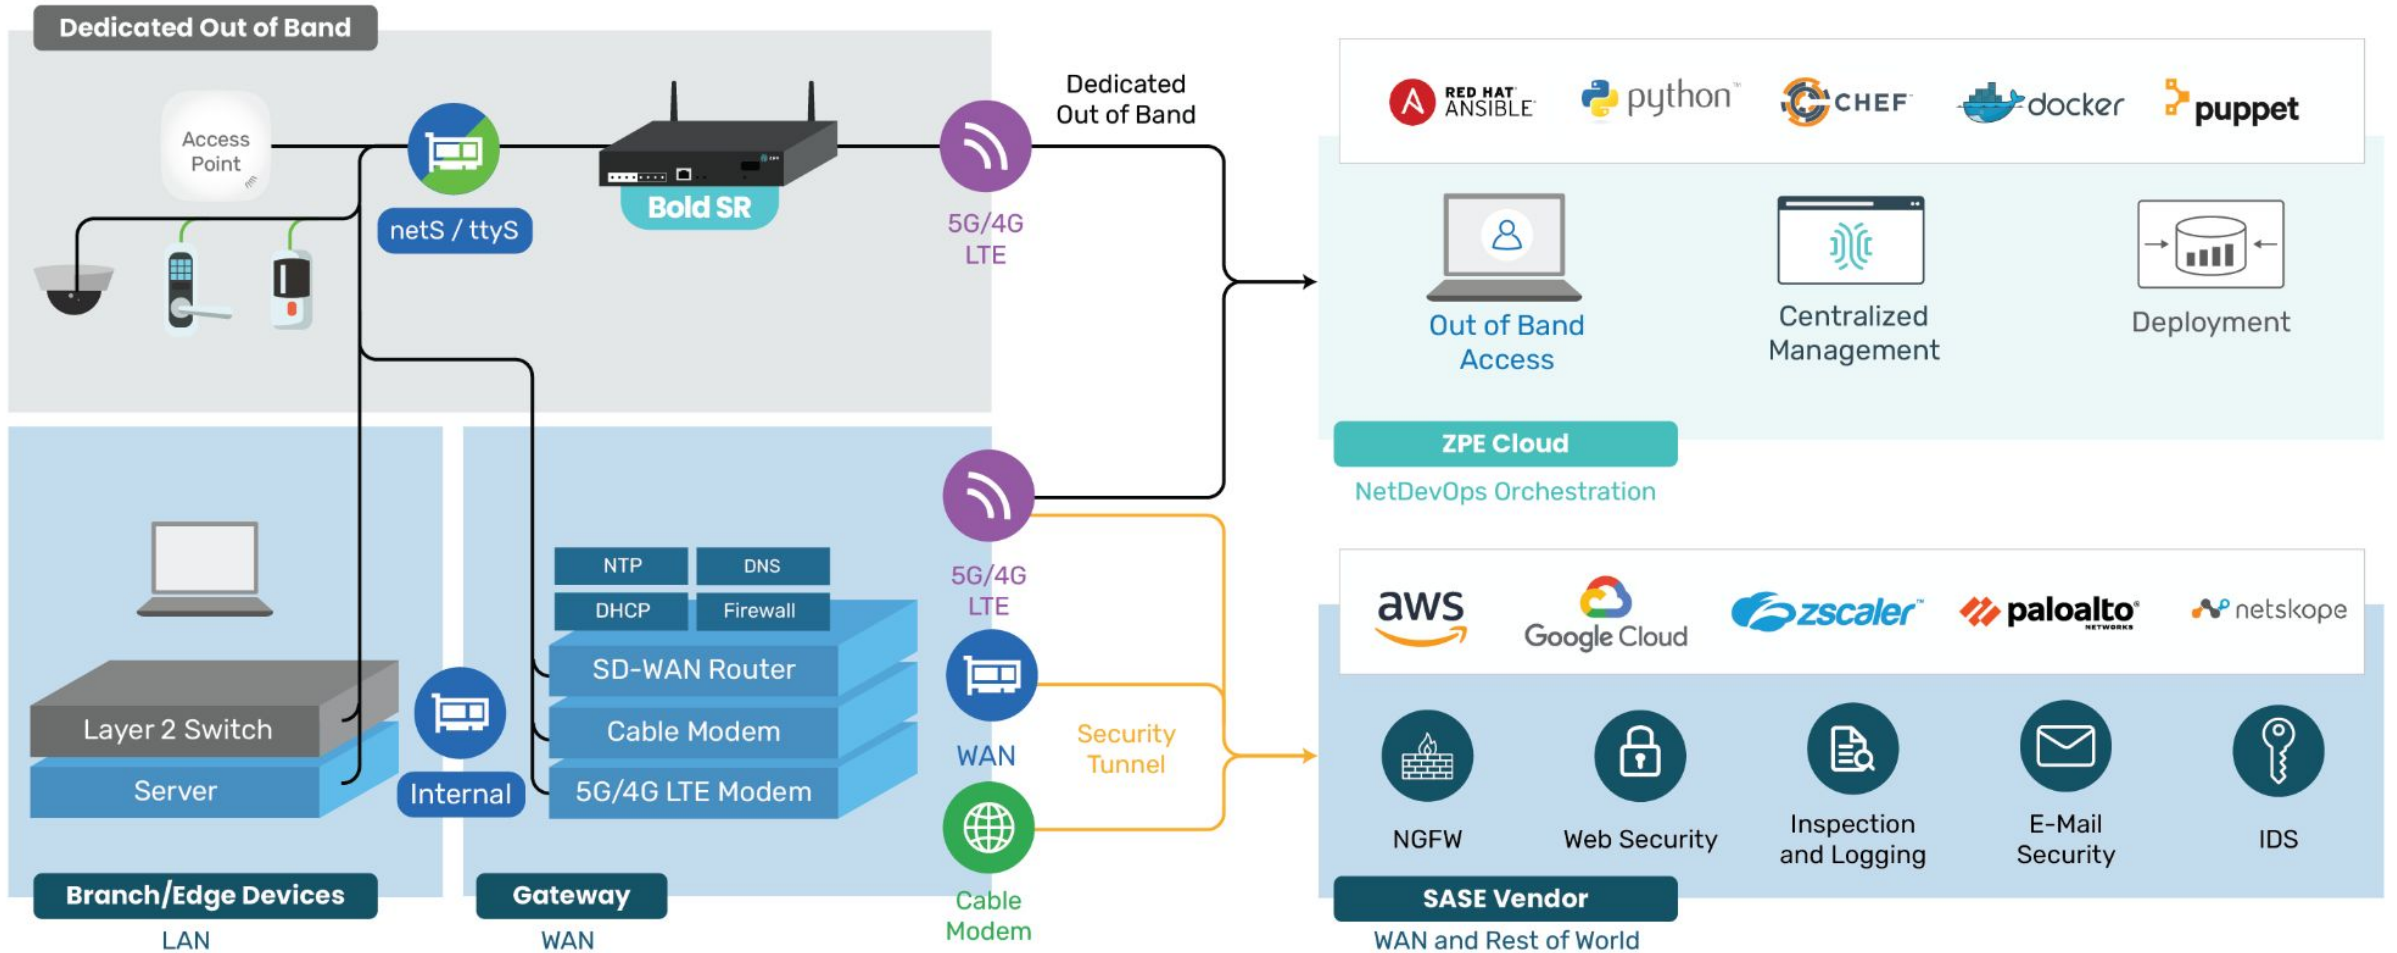 Dedicated Out of Band
Access
Point
netS / ttyS
Bold SR
5G/4G
LTE
Dedicated
Out of Band
RED HAT
ANSIBLE
python™
CHEF
docker
puppet
Out of Band
Access
Centralized
Management
Deployment
ZPE Cloud
NetDevOps Orchestration
Layer 2 Switch
Server
Internal
Branch/Edge Devices
LAN
NTP
DNS
DHCP
Firewall
SD-WAN Router
Cable Modem
5G/4G LTE Modem
Gateway
WAN
5G/4G
LTE
WAN
Cable
Modem
Security
Tunnel
aws
Google Cloud
zscaler™
paloalto®
NETWORKS
netskope
NGFW
Web Security
Inspection
and Logging
E-Mail
Security
IDS
SASE Vendor
WAN and Rest of World